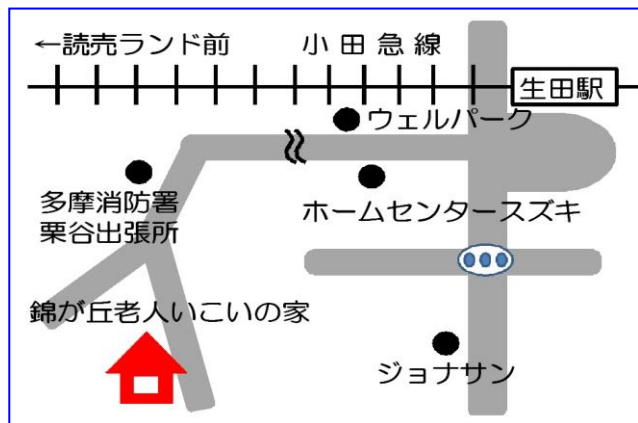 ←読売ランド前
小田急線
生田駅
ウェルパーク
多摩消防署
栗谷出張所
ホームセンタースズキ
錦が丘老人いこいの家
ジョナサン